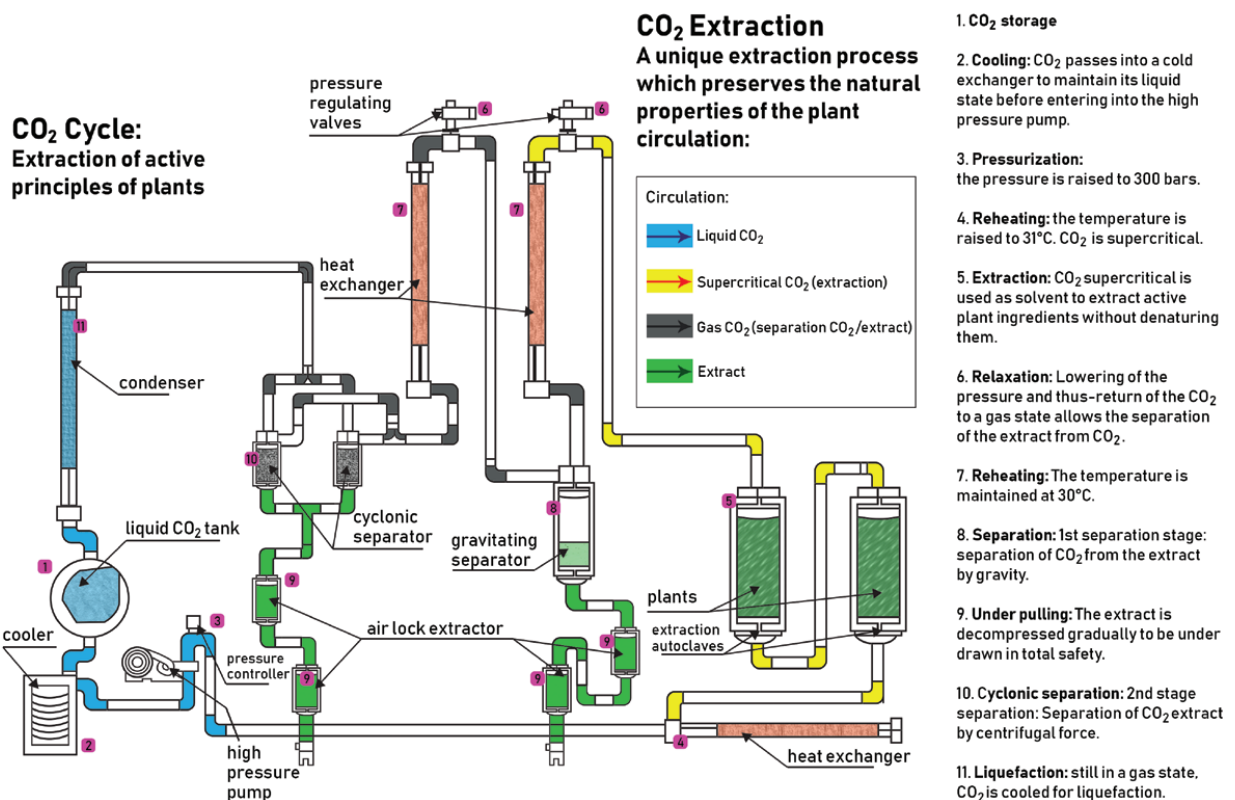 CO₂ Cycle:
Extraction of active
principles of plants
CO₂ Extraction
A unique extraction process
which preserves the natural
properties of the plant
circulation:
Circulation:
Liquid CO₂
Supercritical CO₂ (extraction)
Gas CO₂ (separation CO₂/extract)
Extract
pressure
regulating
valves
6
6
7
7
heat
exchanger
11
condenser
10
cyclonic
separator
8
gravitating
separator
5
liquid CO₂ tank
1
9
plants
extraction
autoclaves
air lock extractor
9
9
9
cooler
3
pressure
controller
2
high
pressure
pump
4
heat exchanger
1. CO₂ storage
2. Cooling: CO₂ passes into a cold
exchanger to maintain its liquid
state before entering into the high
pressure pump.
3. Pressurization:
the pressure is raised to 300 bars.
4. Reheating: the temperature is
raised to 31°C. CO₂ is supercritical.
5. Extraction: CO₂ supercritical is
used as solvent to extract active
plant ingredients without denaturing
them.
6. Relaxation: Lowering of the
pressure and thus-return of the CO₂
to a gas state allows the separation
of the extract from CO₂.
7. Reheating: The temperature is
maintained at 30°C.
8. Separation: 1st separation stage:
separation of CO₂ from the extract
by gravity.
9. Under pulling: The extract is
decompressed gradually to be under
drawn in total safety.
10. Cyclonic separation: 2nd stage
separation: Separation of CO₂ extract
by centrifugal force.
11. Liquefaction: still in a gas state,
CO₂ is cooled for liquefaction.